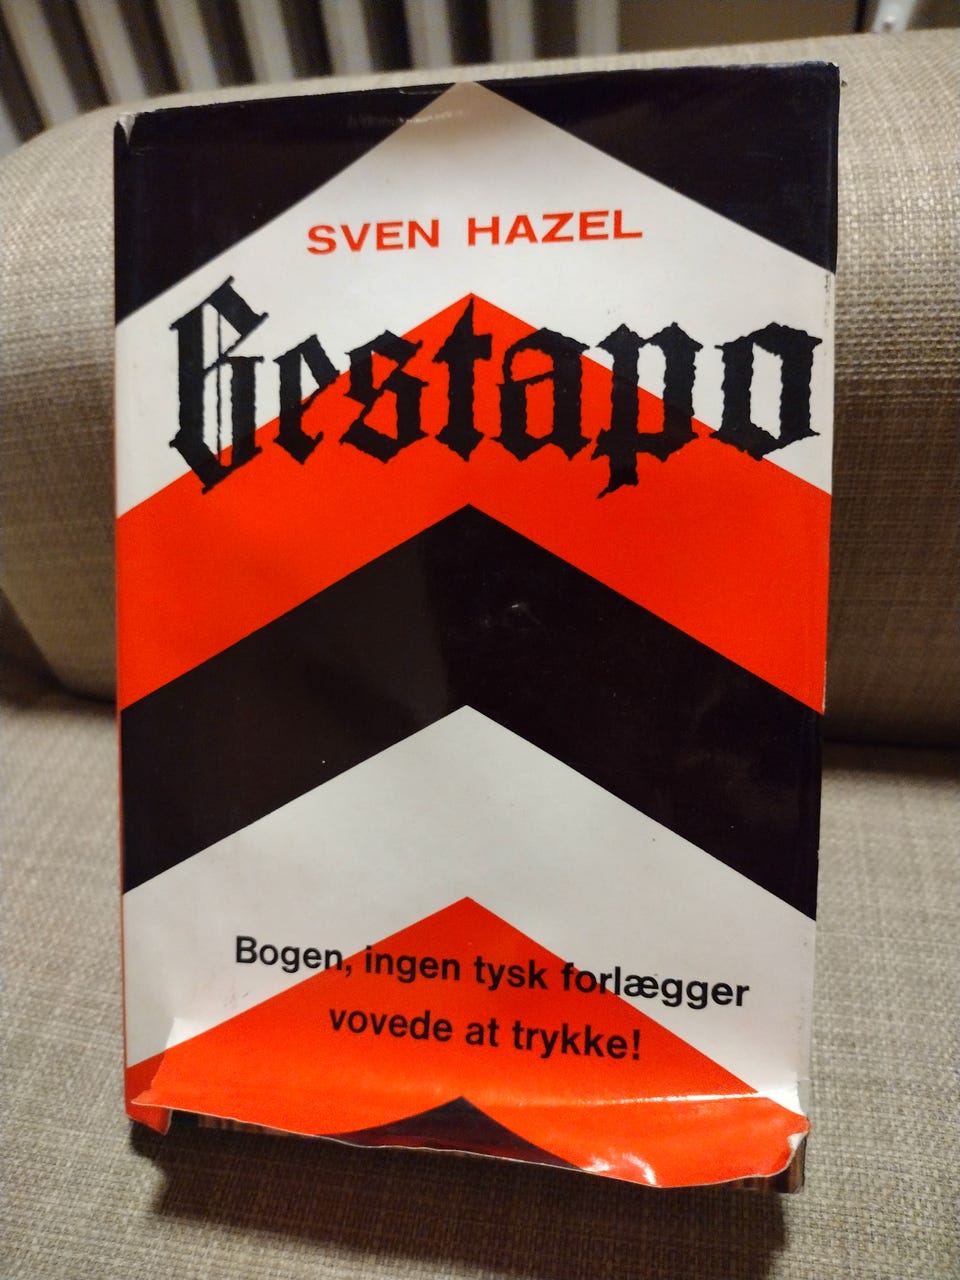 SVEN HAZEL
Gestapo
Bogen, ingen tysk forlægger
vovede at trykke!